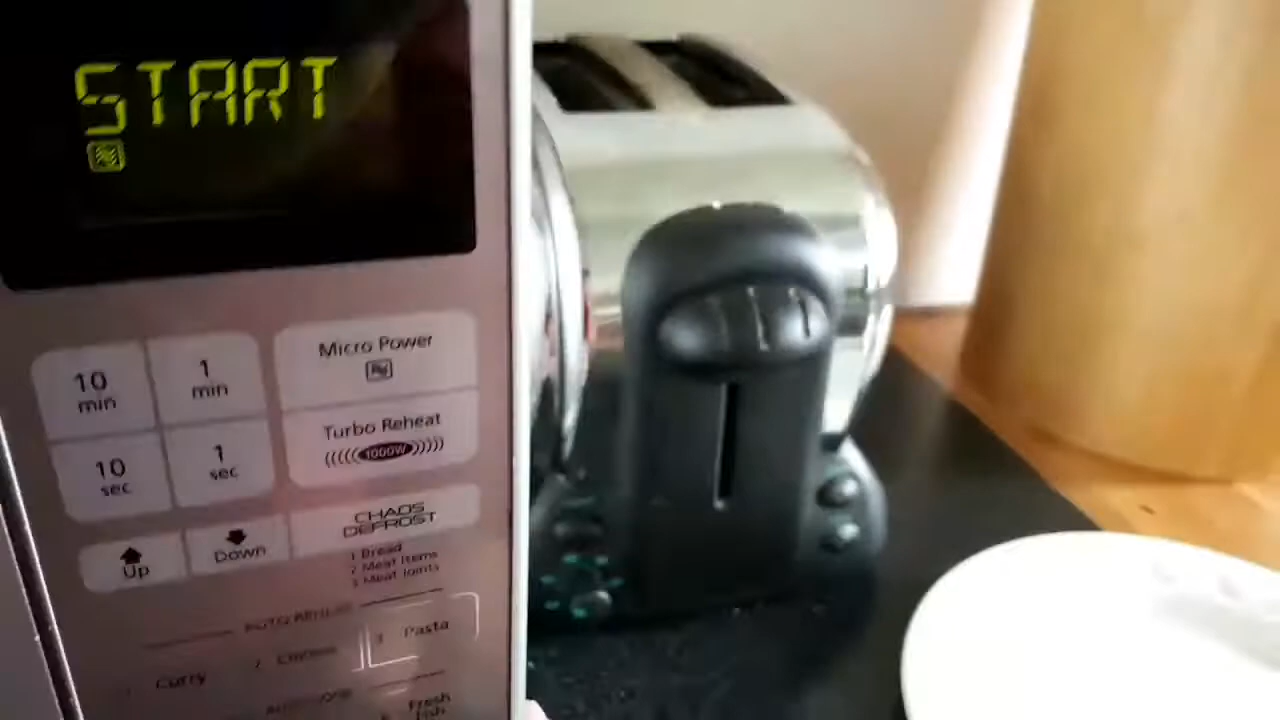 START
10 min
1 min
Micro Power
10 sec
1 sec
Turbo Reheat
1000W
Up
Down
CHAOS DEFROST
1 Bread
2 Meat Items
3 Meat Joints
Curry
Pasta
Fresh